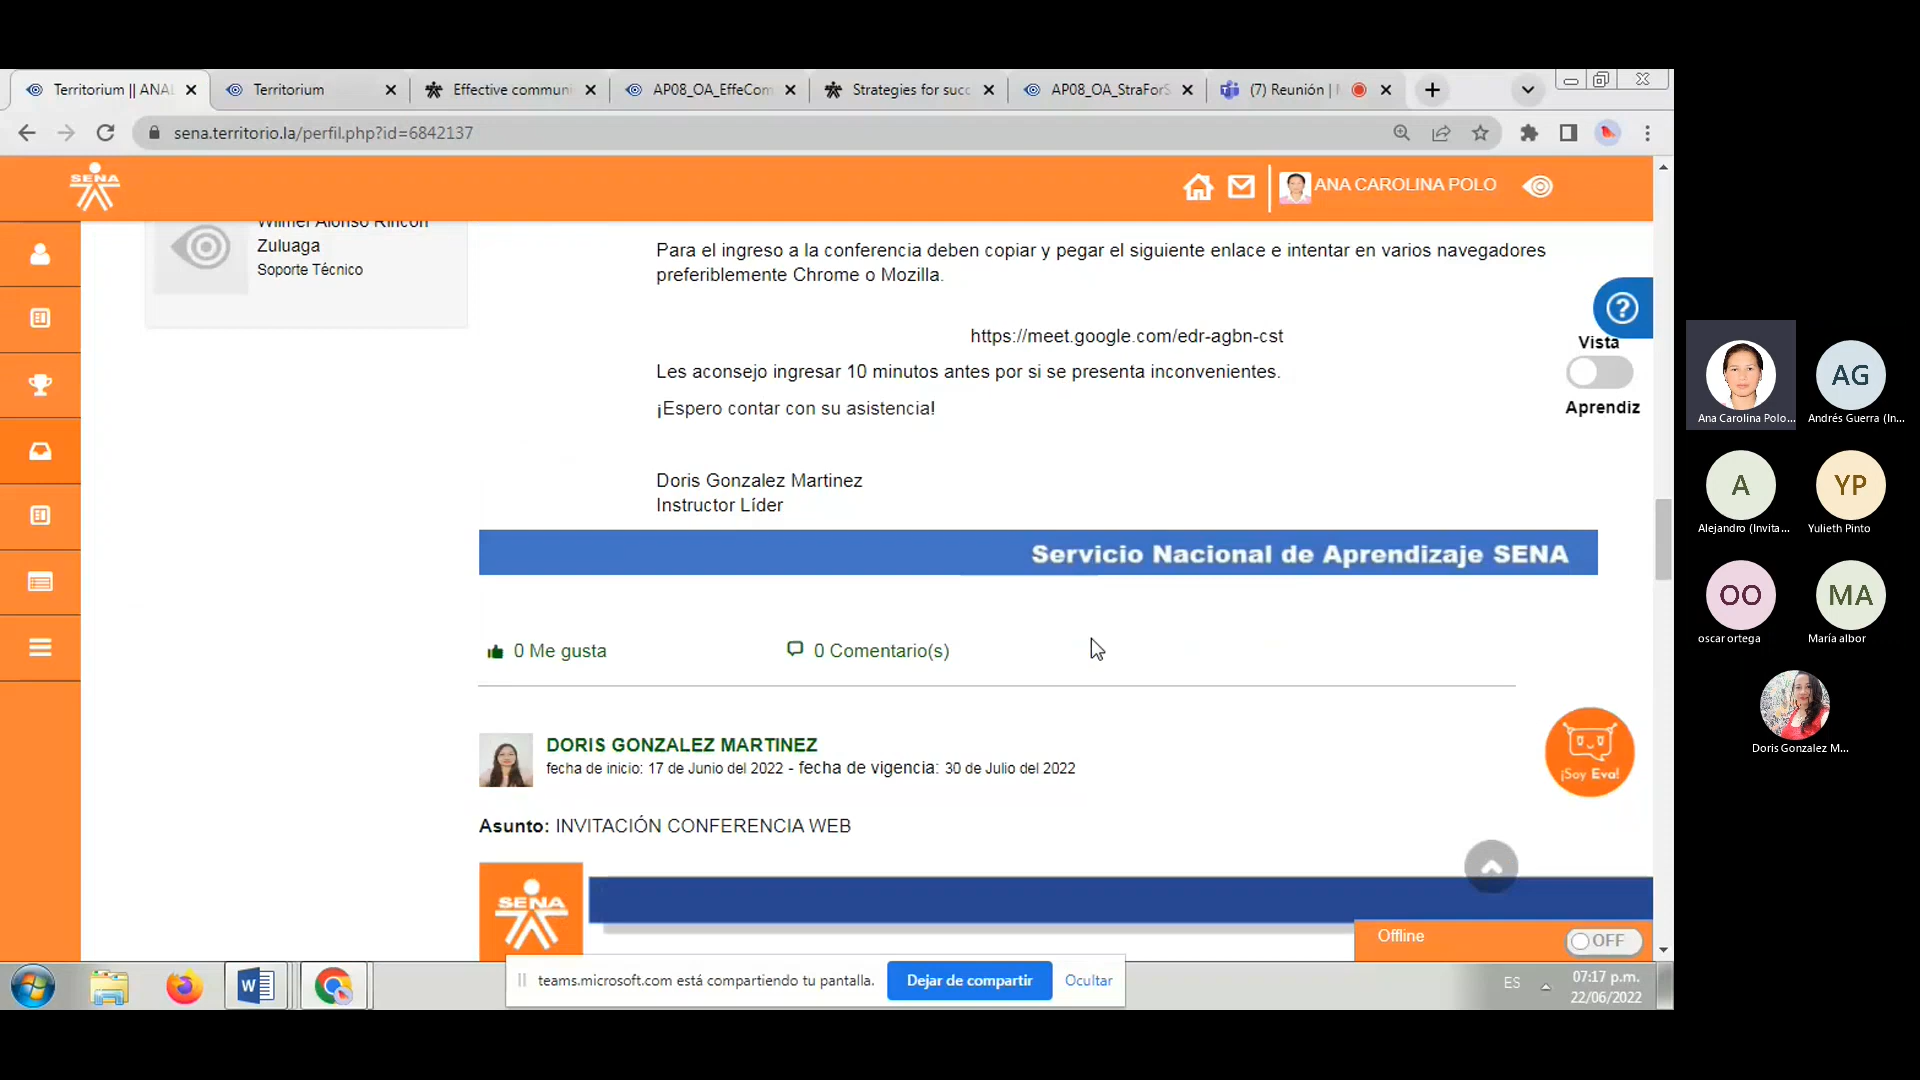 Territorium || ANAL
Territorium
Effective communi
AP08_OA_EffeCom
Strategies for succ
AP08_OA_StraForS
(7) Reunión |
sena.territorio.la/perfil.php?id=6842137
SENA
ANA CAROLINA POLO
Wilmer Alonso Rincon
Zuluaga
Soporte Técnico
Para el ingreso a la conferencia deben copiar y pegar el siguiente enlace e intentar en varios navegadores
preferiblemente Chrome o Mozilla.
https://meet.google.com/edr-agbn-cst
Les aconsejo ingresar 10 minutos antes por si se presenta inconvenientes.
¡Espero contar con su asistencia!
Doris Gonzalez Martinez
Instructor Líder
Servicio Nacional de Aprendizaje SENA
0 Me gusta
0 Comentario(s)
DORIS GONZALEZ MARTINEZ
fecha de inicio: 17 de Junio del 2022 - fecha de vigencia: 30 de Julio del 2022
Asunto: INVITACIÓN CONFERENCIA WEB
SENA
Vista
Aprendiz
¡Soy Eva!
Offline
OFF
teams.microsoft.com está compartiendo tu pantalla.
Dejar de compartir
Ocultar
ES
07:17 p.m.
22/06/2022
Ana Carolina Polo...
AG
Andrés Guerra (In...
A
Alejandro (Invita...
YP
Yulieth Pinto
OO
oscar ortega
MA
María albor
Doris Gonzalez M...